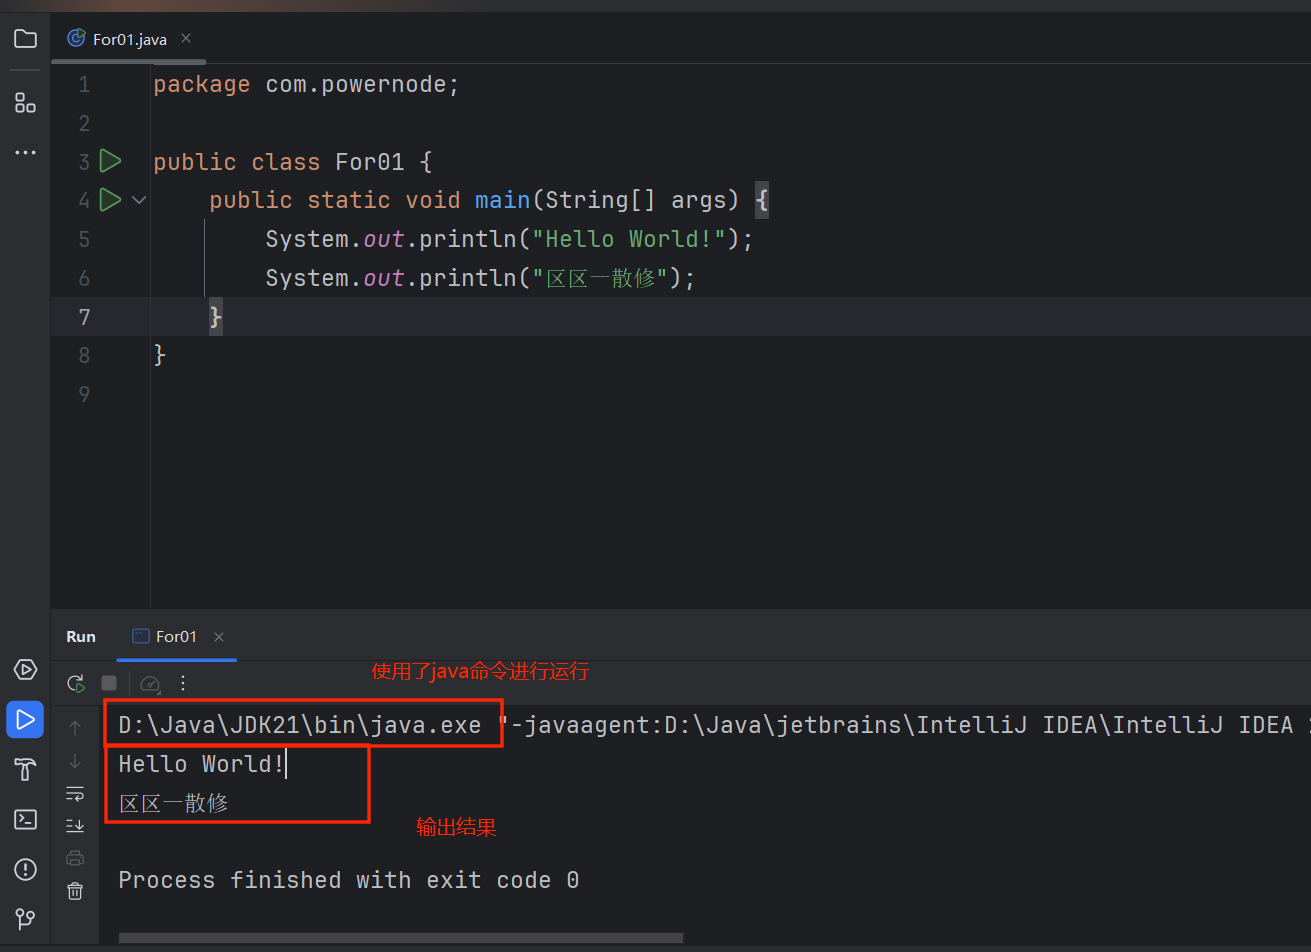 For01.java
1 package com.powernode;
2
3 public class For01 {
4 public static void main(String[] args) {
5 System.out.println("Hello World!");
6 System.out.println("区区一散修");
7 }
8 }
9
Run For01
使用了java命令进行运行
D:\Java\JDK21\bin\java.exe "-javaagent:D:\Java\jetbrains\IntelliJ IDEA\IntelliJ IDEA
Hello World!
区区一散修
输出结果
Process finished with exit code 0